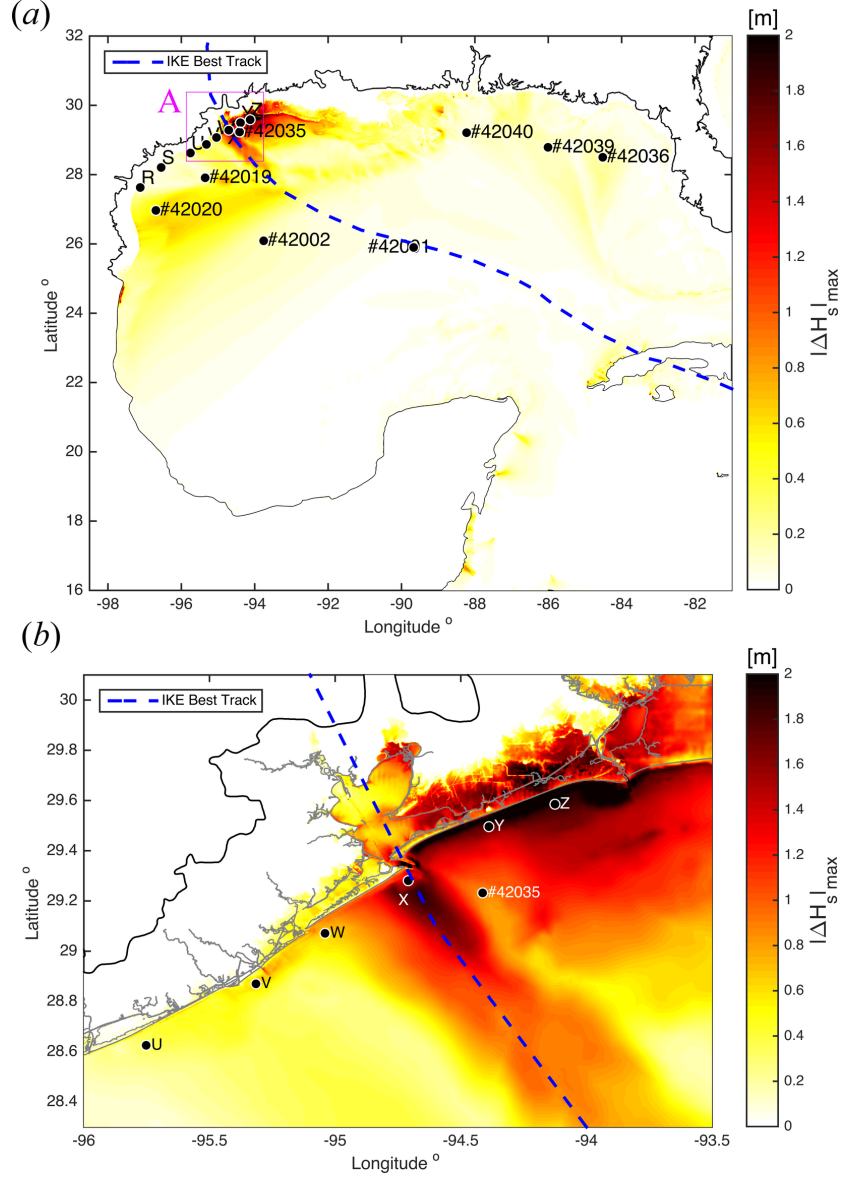 (a)
[m]
IKE Best Track
A
32
30
28
26
24
22
20
18
16
Latitude °
YZ
#42035
U
S
R
#42019
#42020
#42002
#42040
#42039
#42036
-98 -96 -94 -92 -90 -88 -86 -84 -82
Longitude °
2
1.8
1.6
1.4
1.2
1
0.8
0.6
0.4
0.2
0
|ΔHs|max
(b)
[m]
IKE Best Track
30
29.8
29.6
29.4
29.2
29
28.8
28.6
28.4
Latitude °
Z
Y
X
#42035
W
V
U
-96 -95.5 -95 -94.5 -94 -93.5
Longitude °
2
1.8
1.6
1.4
1.2
1
0.8
0.6
0.4
0.2
0
|ΔHs|max